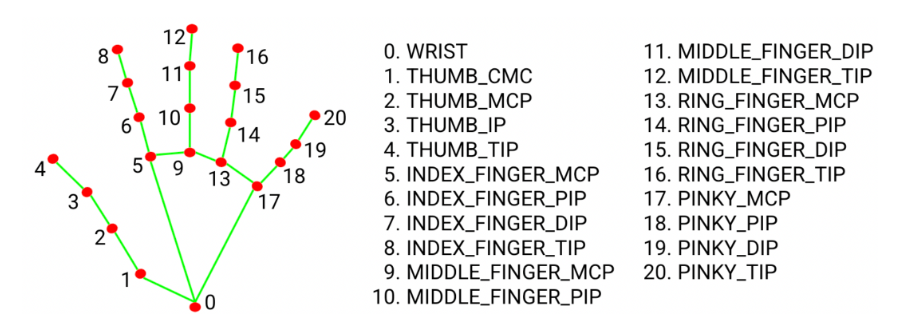 8
7
6
5
4
3
2
1
0
12
11
10
9
16
15
14
13
20
19
18
17
0. WRIST
1. THUMB_CMC
2. THUMB_MCP
3. THUMB_IP
4. THUMB_TIP
5. INDEX_FINGER_MCP
6. INDEX_FINGER_PIP
7. INDEX_FINGER_DIP
8. INDEX_FINGER_TIP
9. MIDDLE_FINGER_MCP
10. MIDDLE_FINGER_PIP
11. MIDDLE_FINGER_DIP
12. MIDDLE_FINGER_TIP
13. RING_FINGER_MCP
14. RING_FINGER_PIP
15. RING_FINGER_DIP
16. RING_FINGER_TIP
17. PINKY_MCP
18. PINKY_PIP
19. PINKY_DIP
20. PINKY_TIP